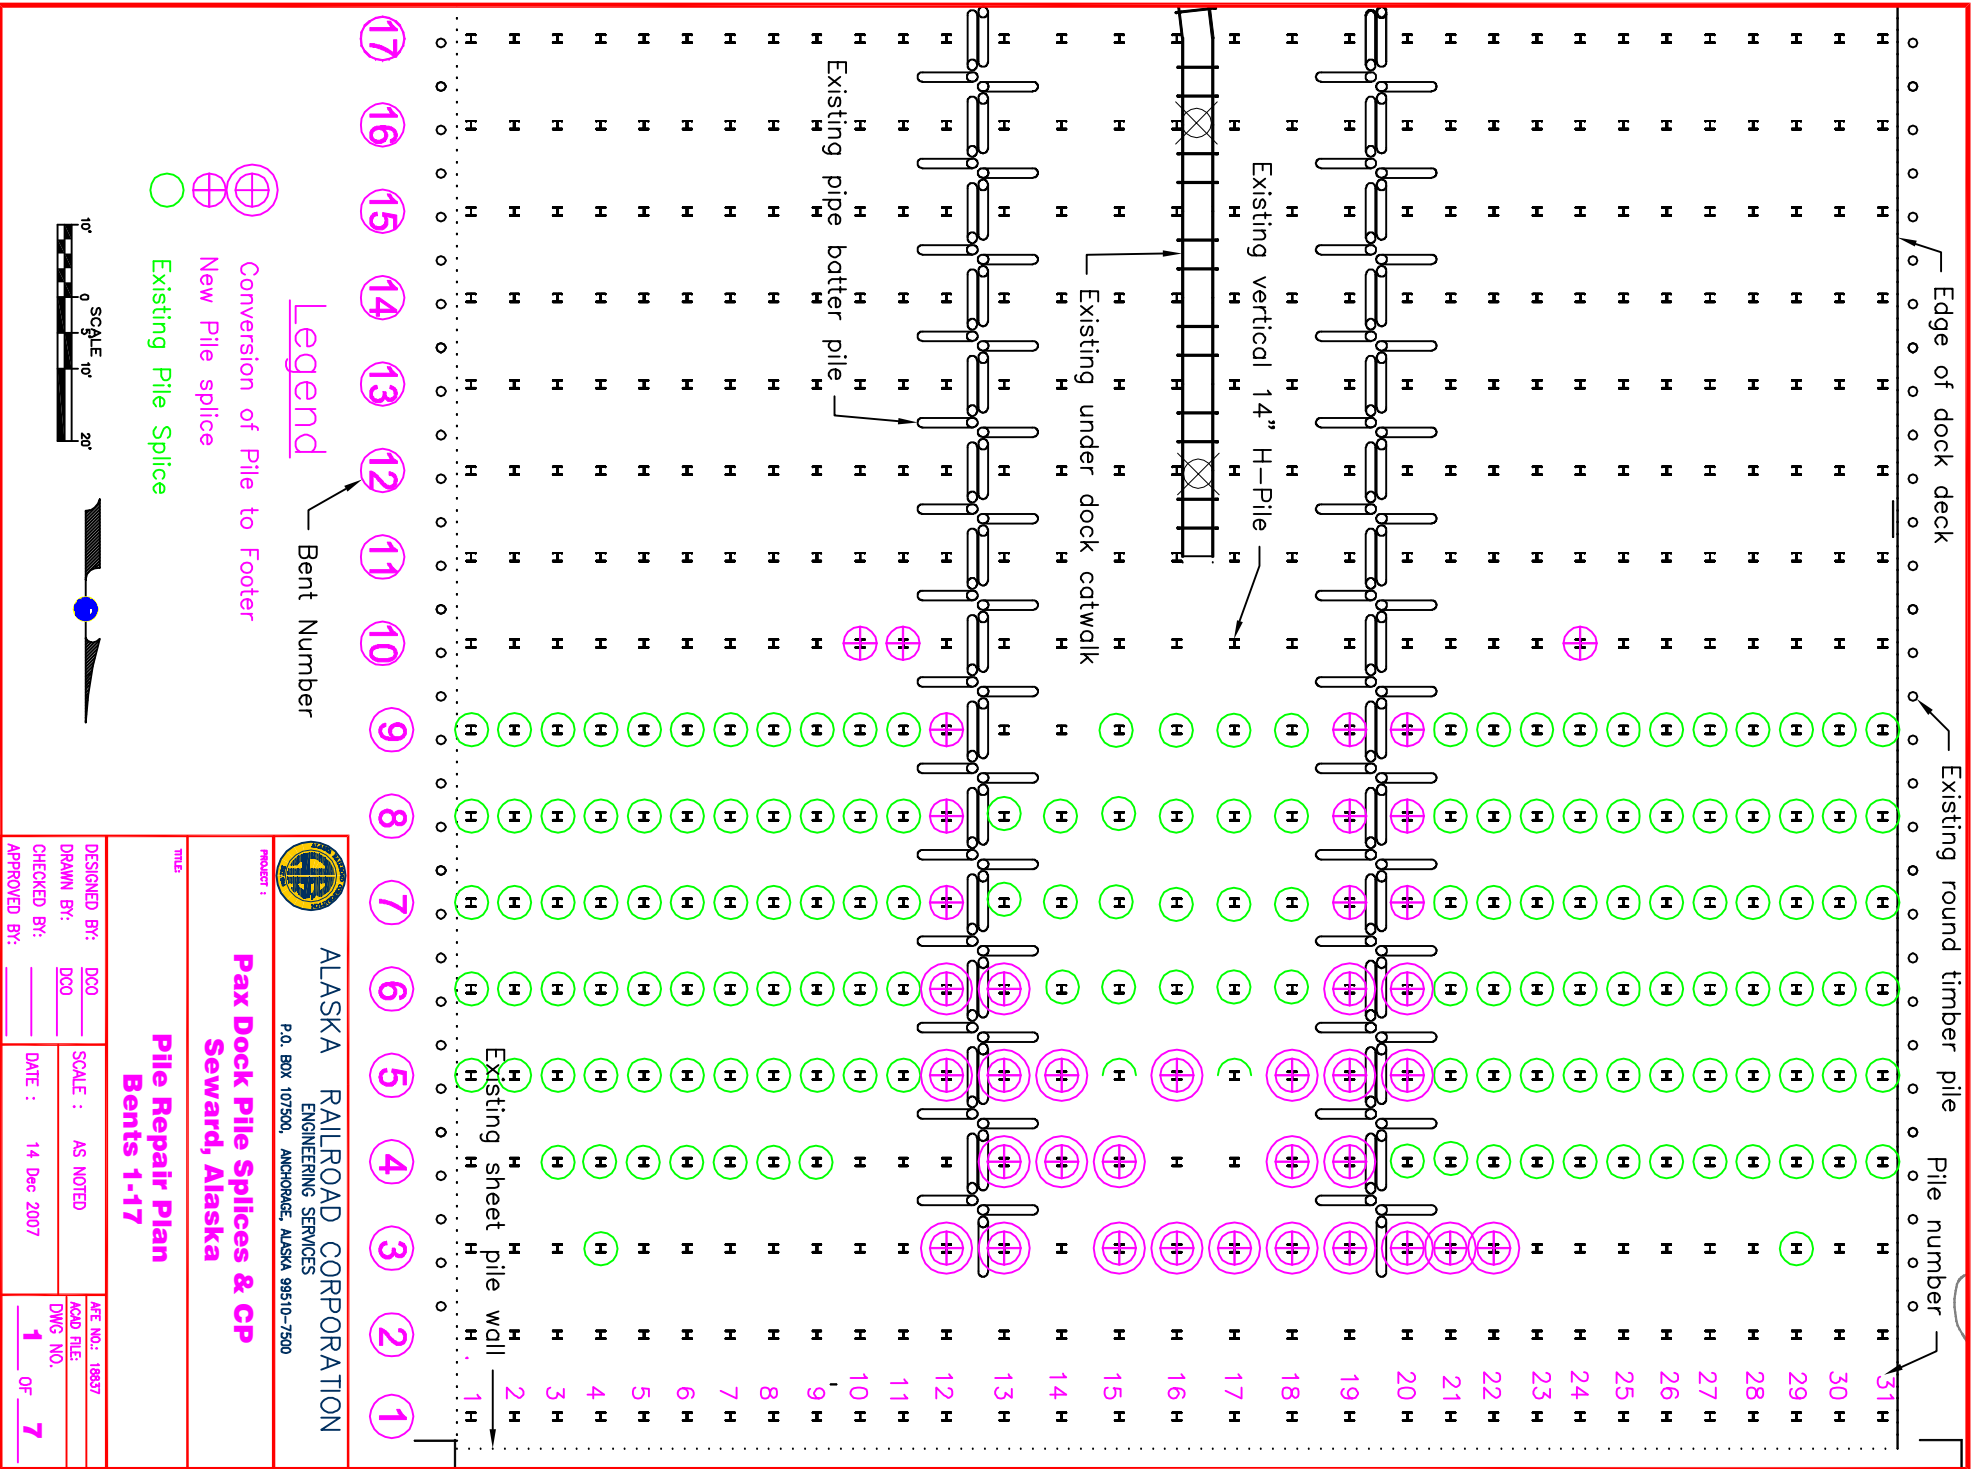 Edge of dock deck
Existing round timber pile
Pile number
Existing vertical 14" H-Pile
Existing under dock catwalk
Existing pipe batter pile
Existing sheet pile wall
17
16
15
14
13
12
11
10
9
8
7
6
5
4
3
2
1
31
30
29
28
27
26
25
24
23
22
21
20
19
18
17
16
15
14
13
12
11
10
9
8
7
6
5
4
3
2
1
Bent Number
Legend
Conversion of Pile to Footer
New Pile splice
Existing Pile Splice
SCALE
10'
0
5'
10'
20'
ALASKA RAILROAD CORPORATION
ENGINEERING SERVICES
P.O. BOX 107500, ANCHORAGE, ALASKA 99510-7500
PROJECT :
Pax Dock Pile Splices & CP
Seward, Alaska
TITLE:
Pile Repair Plan
Bents 1-17
DESIGNED BY: DCO
DRAWN BY: DCO
CHECKED BY:
APPROVED BY:
SCALE : AS NOTED
DATE : 14 Dec 2007
AFE NO.: 18837
ACAD FILE:
DWG NO.
1 OF 7